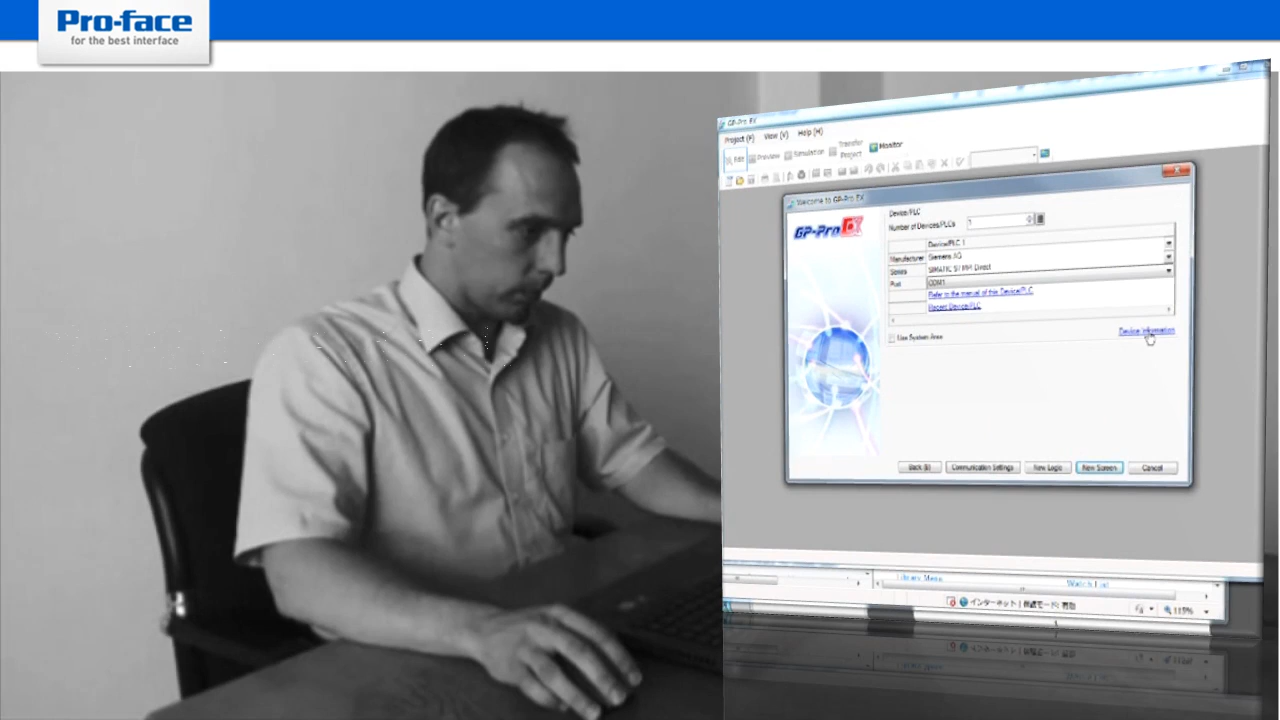 Pro-face
for the best interface
GP-Pro EX
Project (P) View (V) Help (H)
Edit Preview Simulation Transfer Project Monitor
Welcome to GP-Pro EX
GP-Pro EX
Device/PLC
Number of Devices/PLCs 1
Device/PLC 1
Manufacturer Siemens AG
Series SIMATIC S7 MPI Direct
Port COM1
Refer to the manual of this Device/PLC
Recent Device/PLC
Use System Area
Device Information
Back (B) Communication Settings New Logic New Screen Cancel
Library Menu Watch List
インターネット | 保護モード: 有効
115%